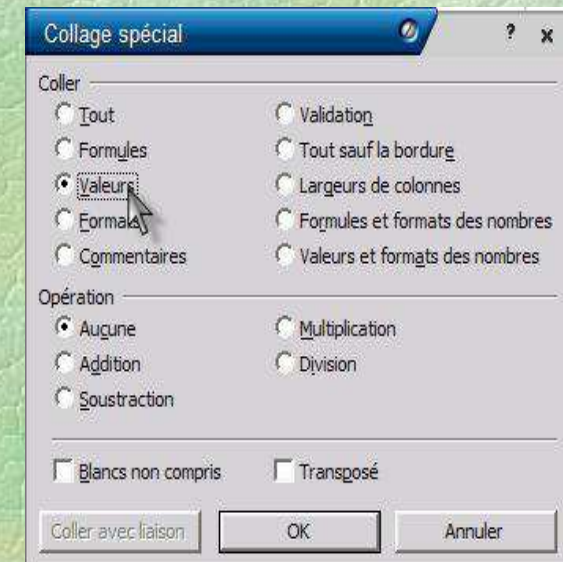 Collage spécial
Coller
Tout
Validation
Formules
Tout sauf la bordure
Valeurs
Largeurs de colonnes
Formats
Formules et formats des nombres
Commentaires
Valeurs et formats des nombres
Opération
Aucune
Multiplication
Addition
Division
Soustraction
Blancs non compris
Transposé
Coller avec liaison
OK
Annuler